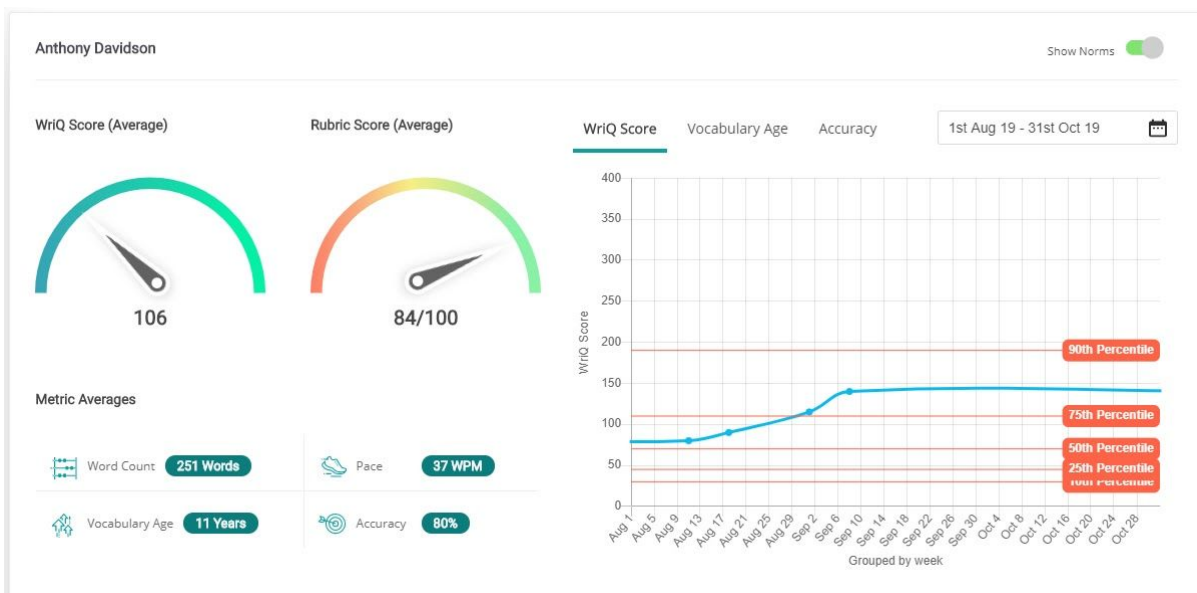 Anthony Davidson
Show Norms
WriQ Score (Average)
Rubric Score (Average)
106
84/100
Metric Averages
Word Count 251 Words
Pace 37 WPM
Vocabulary Age 11 Years
Accuracy 80%
WriQ Score Vocabulary Age Accuracy
1st Aug 19 - 31st Oct 19
WriQ Score
400
350
300
250
200
150
100
50
0
90th Percentile
75th Percentile
50th Percentile
25th Percentile
10th Percentile
Aug 1 Aug 5 Aug 9 Aug 13 Aug 17 Aug 21 Aug 25 Aug 29 Sep 2 Sep 6 Sep 10 Sep 14 Sep 18 Sep 22 Sep 26 Sep 30 Oct 4 Oct 8 Oct 12 Oct 16 Oct 20 Oct 24 Oct 28
Grouped by week